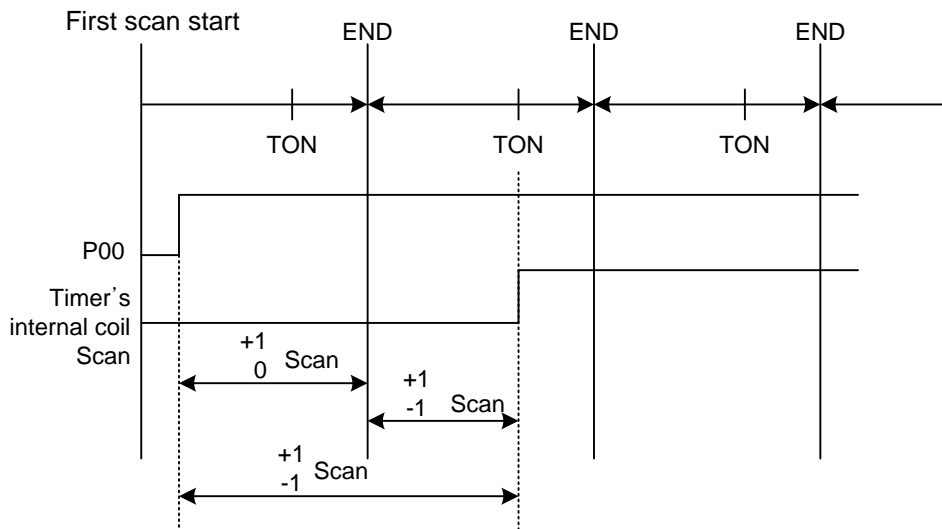 First scan start
END
END
END
TON
TON
TON
P00
Timer's
internal coil
Scan
+1
0 Scan
+1
-1 Scan
+1
-1 Scan